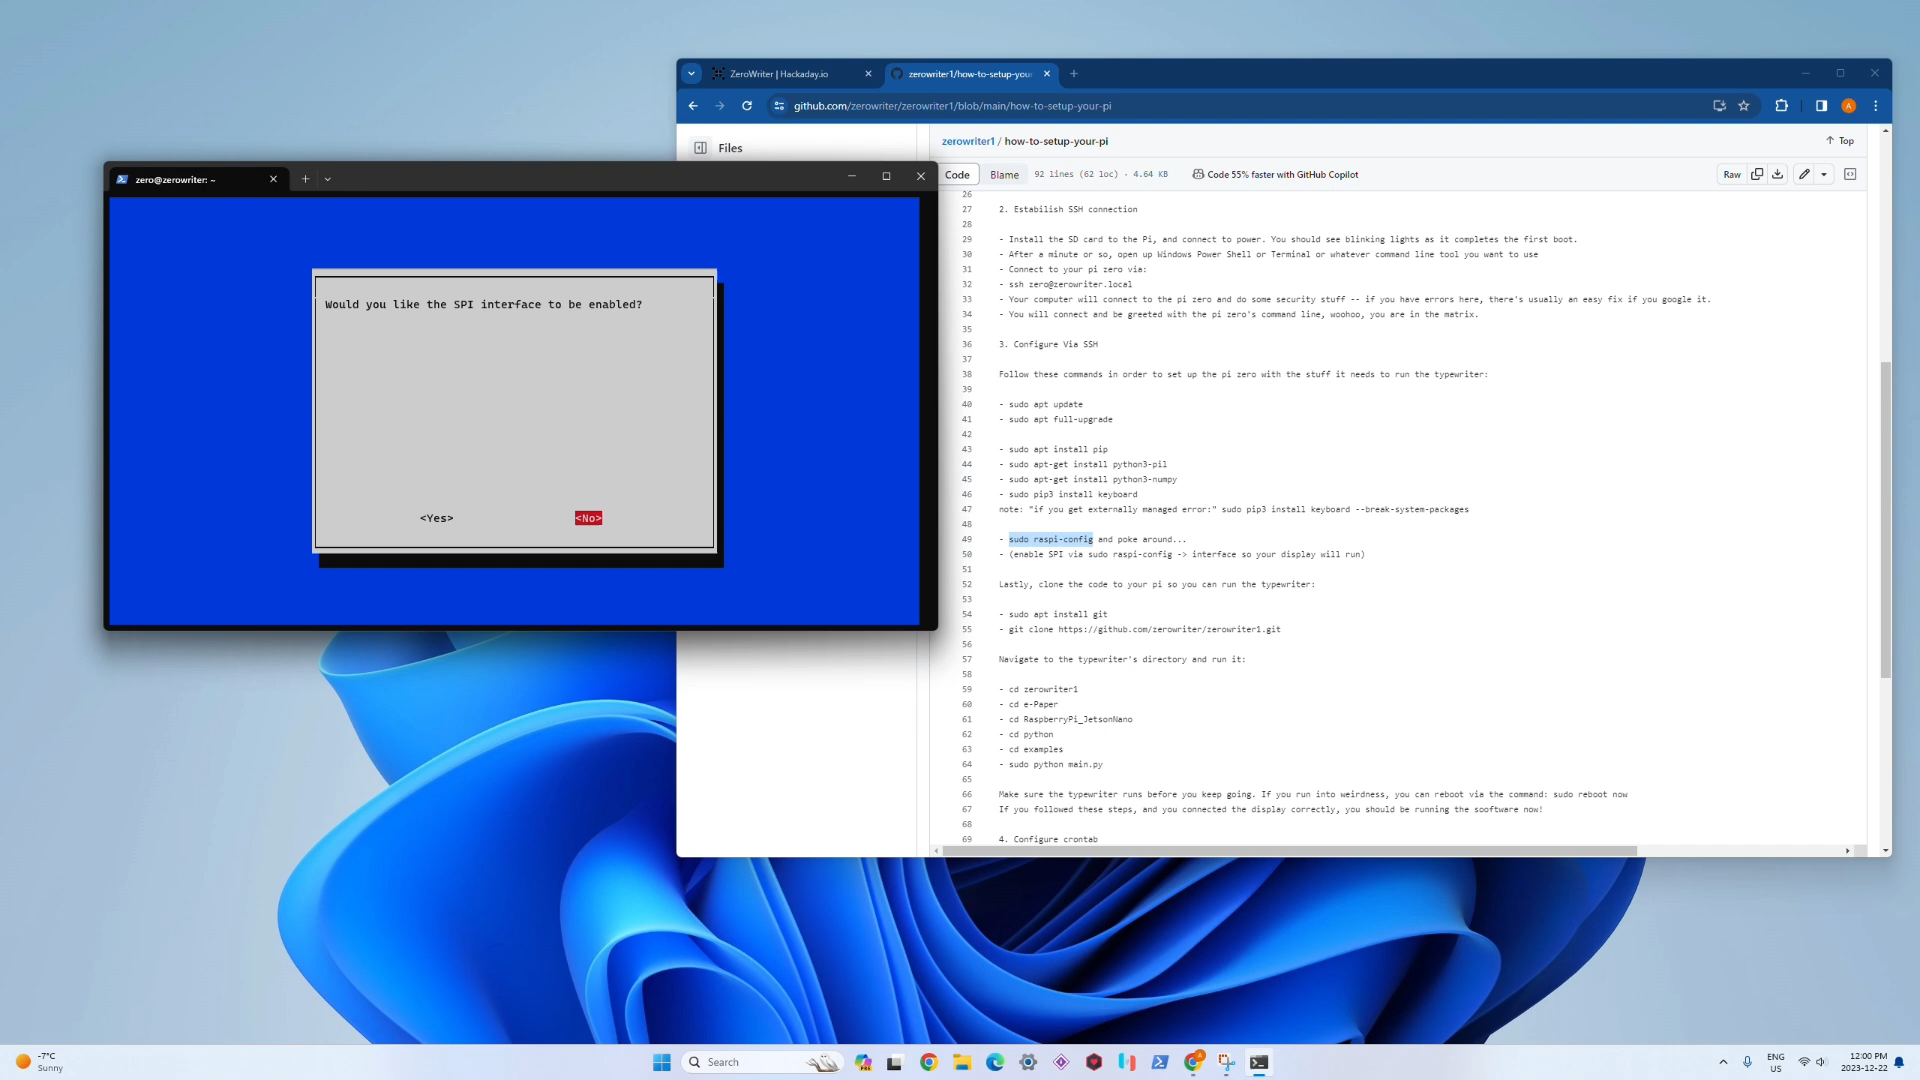 ZeroWriter | Hackaday.io
zerowriter1/how-to-setup-your
github.com/zerowriter/zerowriter1/blob/main/how-to-setup-your-pi
A
Files
zerowriter1 / how-to-setup-your-pi
Top
Code
Blame
92 lines (62 loc) · 4.64 KB
Code 55% faster with GitHub Copilot
Raw
26
27 2. Estabilish SSH connection
28
29 - Install the SD card to the Pi, and connect to power. You should see blinking lights as it completes the first boot.
30 - After a minute or so, open up Windows Power Shell or Terminal or whatever command line tool you want to use
31 - Connect to your pi zero via:
32 - ssh zero@zerowriter.local
33 - Your computer will connect to the pi zero and do some security stuff -- if you have errors here, there's usually an easy fix if you google it.
34 - You will connect and be greeted with the pi zero's command line, woohoo, you are in the matrix.
35
36 3. Configure Via SSH
37
38 Follow these commands in order to set up the pi zero with the stuff it needs to run the typewriter:
39
40 - sudo apt update
41 - sudo apt full-upgrade
42
43 - sudo apt install pip
44 - sudo apt-get install python3-pil
45 - sudo apt-get install python3-numpy
46 - sudo pip3 install keyboard
47 note: "if you get externally managed error:" sudo pip3 install keyboard --break-system-packages
48
49 - sudo raspi-config and poke around...
50 - (enable SPI via sudo raspi-config -> interface so your display will run)
51
52 Lastly, clone the code to your pi so you can run the typewriter:
53
54 - sudo apt install git
55 - git clone https://github.com/zerowriter/zerowriter1.git
56
57 Navigate to the typewriter's directory and run it:
58
59 - cd zerowriter1
60 - cd e-Paper
61 - cd RaspberryPi_JetsonNano
62 - cd python
63 - cd examples
64 - sudo python main.py
65
66 Make sure the typewriter runs before you keep going. If you run into weirdness, you can reboot via the command: sudo reboot now
67 If you followed these steps, and you connected the display correctly, you should be running the sooftware now!
68
69 4. Configure crontab
zero@zerowriter: ~
Would you like the SPI interface to be enabled?
<Yes>
<No>
-7°C
Sunny
Search
ENG
US
12:00 PM
2023-12-22